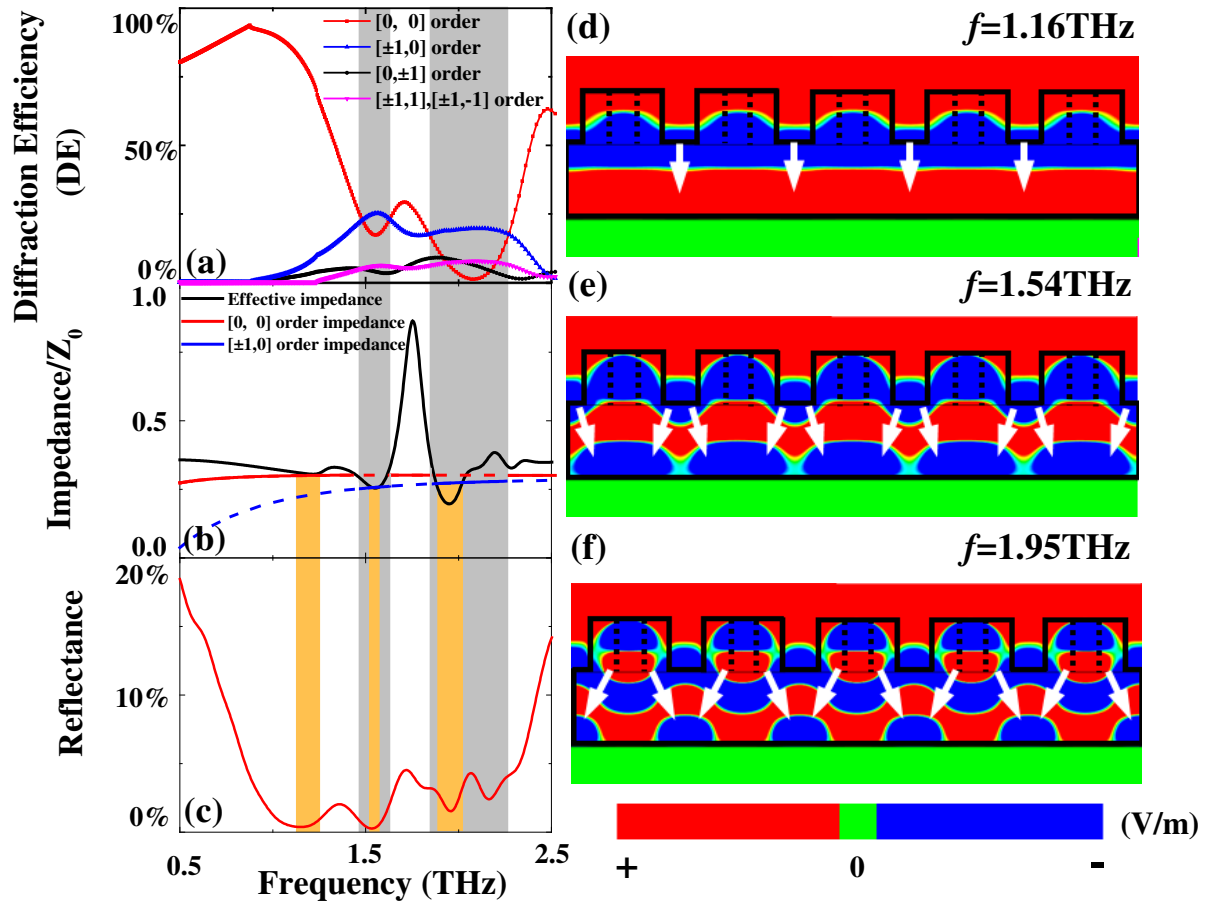 Diffraction Efficiency
(DE)
100%
50%
0%
[0, 0] order
[±1,0] order
[0,±1] order
[±1,1],[±1,-1] order
(a)
Impedance/Z0
1.0
0.5
0.0
Effective impedance
[0, 0] order impedance
[±1,0] order impedance
(b)
Reflectance
20%
10%
0%
(c)
0.5
1.5
2.5
Frequency (THz)
(d)
f=1.16THz
(e)
f=1.54THz
(f)
f=1.95THz
(V/m)
+
0
-